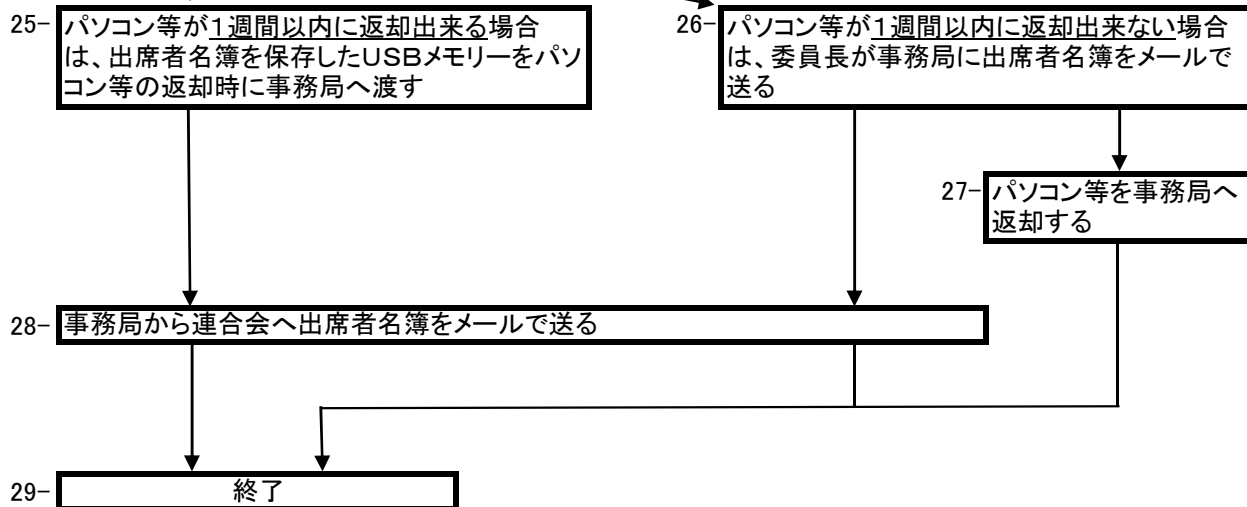 25-
パソコン等が１週間以内に返却出来る場合
は、出席者名簿を保存したＵＳＢメモリーをパソ
コン等の返却時に事務局へ渡す
26-
パソコン等が１週間以内に返却出来ない場合
は、委員長が事務局に出席者名簿をメールで
送る
27-
パソコン等を事務局へ
返却する
28-
事務局から連合会へ出席者名簿をメールで送る
29-
終了